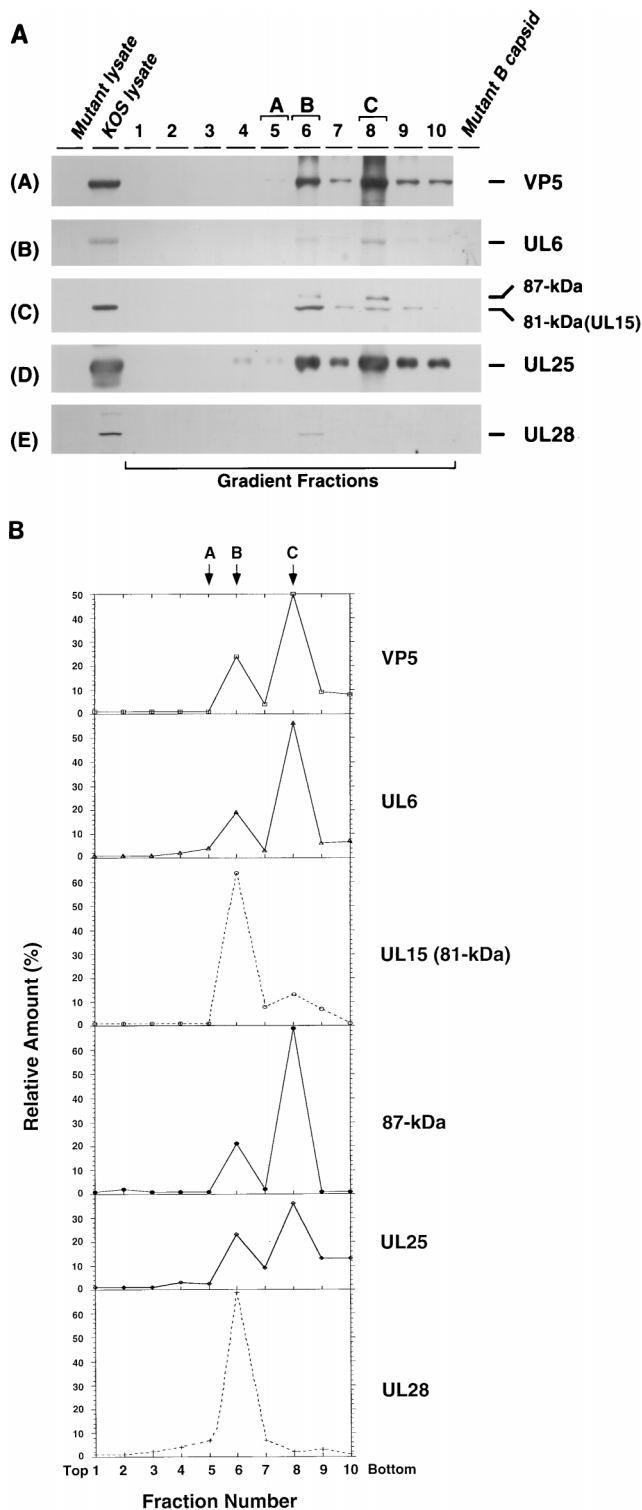 A
Mutant lysate
KOS lysate
1 2 3 4 5 6 7 8 9 10
A B C
Mutant B capsid
(A) VP5
(B) UL6
(C) 87-kDa
81-kDa(UL15)
(D) UL25
(E) UL28
Gradient Fractions
B
A B C
50
40
30
20
10
0
VP5
50
40
30
20
10
0
UL6
60
50
40
30
20
10
0
UL15 (81-kDa)
60
50
40
30
20
10
0
87-kDa
30
20
10
0
UL25
60
50
40
30
20
10
0
UL28
Relative Amount (%)
Top 1 2 3 4 5 6 7 8 9 10 Bottom
Fraction Number